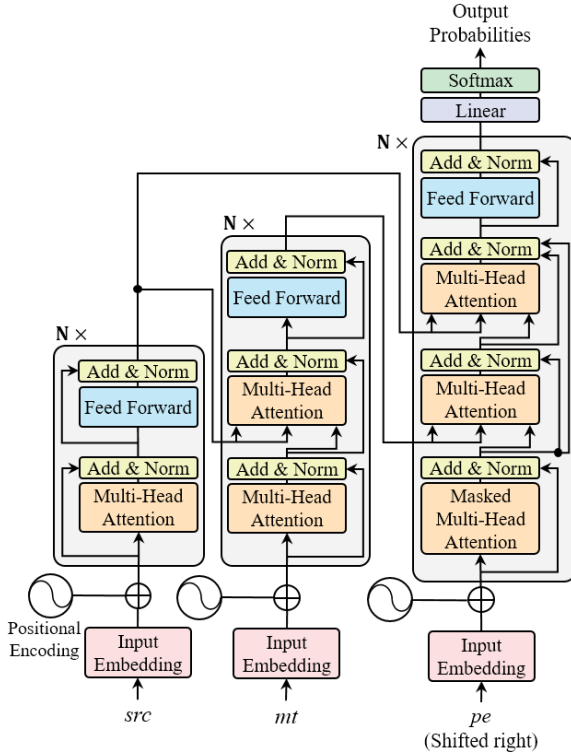 Output
Probabilities
Softmax
Linear
N ×
Add & Norm
Feed Forward
Add & Norm
Multi-Head
Attention
Add & Norm
Multi-Head
Attention
Add & Norm
Masked
Multi-Head
Attention
N ×
Add & Norm
Feed Forward
Add & Norm
Multi-Head
Attention
Add & Norm
Multi-Head
Attention
N ×
Add & Norm
Feed Forward
Add & Norm
Multi-Head
Attention
Positional
Encoding
Input
Embedding
Input
Embedding
Input
Embedding
src
mt
pe
(Shifted right)